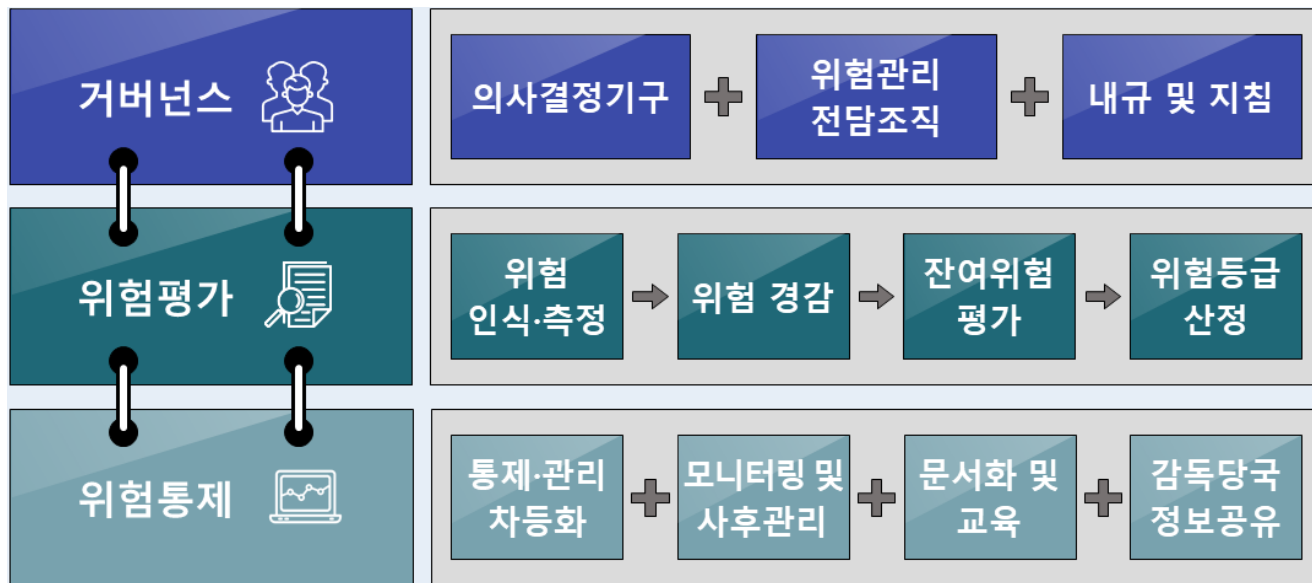 거버넌스
의사결정기구
위험관리
전담조직
내규 및 지침
위험평가
위험
인식·측정
위험 경감
잔여위험
평가
위험등급
산정
위험통제
통제·관리
차등화
모니터링 및
사후관리
문서화 및
교육
감독당국
정보공유